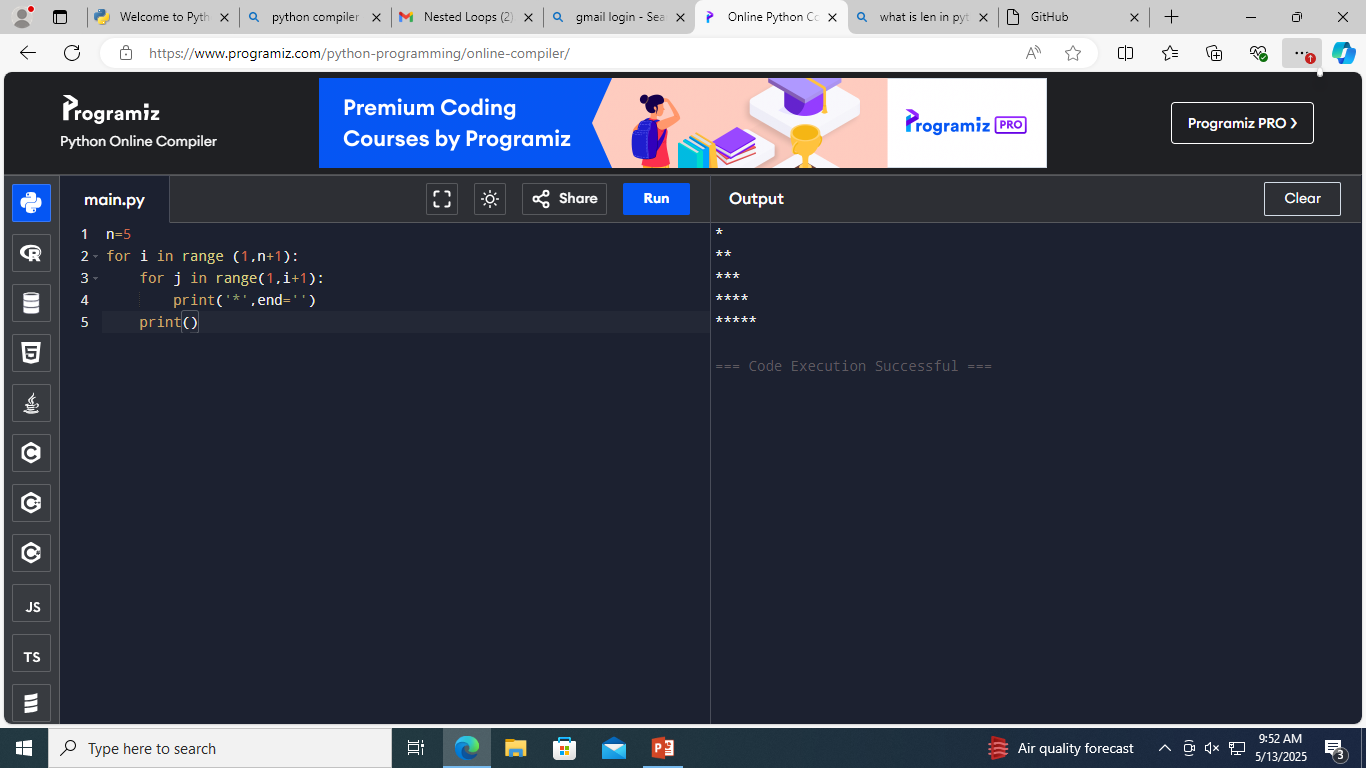 Welcome to Pyth
python compiler
Nested Loops (2)
gmail login - Sea
Online Python Co
what is len in pyt
GitHub
https://www.programiz.com/python-programming/online-compiler/
Programiz
Python Online Compiler
Premium Coding
Courses by Programiz
Programiz PRO
Programiz PRO ❯
main.py
Share
Run
Output
Clear
1 n=5
2 for i in range (1,n+1):
3     for j in range(1,i+1):
4         print('*',end='')
5     print()
*
**
***
****
*****
=== Code Execution Successful ===
R
5
C
C
C
JS
TS
Type here to search
Air quality forecast
9:52 AM
5/13/2025
3